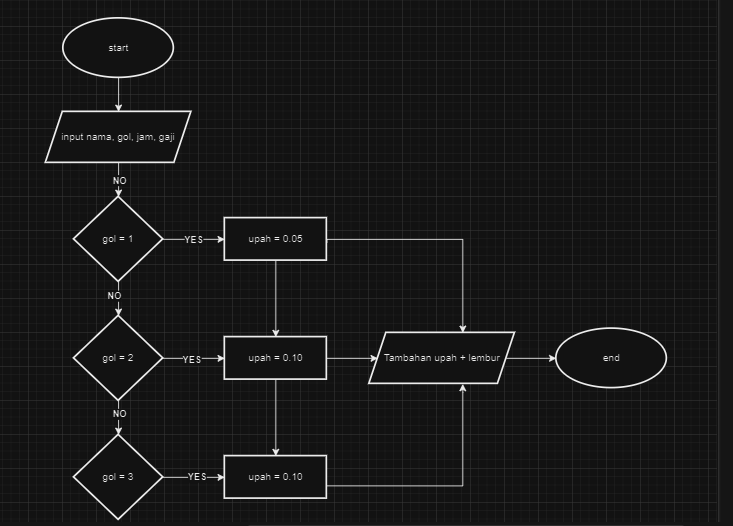 start
input nama, gol, jam, gaji
NO
gol = 1
YES
upah = 0.05
NO
gol = 2
YES
upah = 0.10
Tambahan upah + lembur
end
NO
gol = 3
YES
upah = 0.10